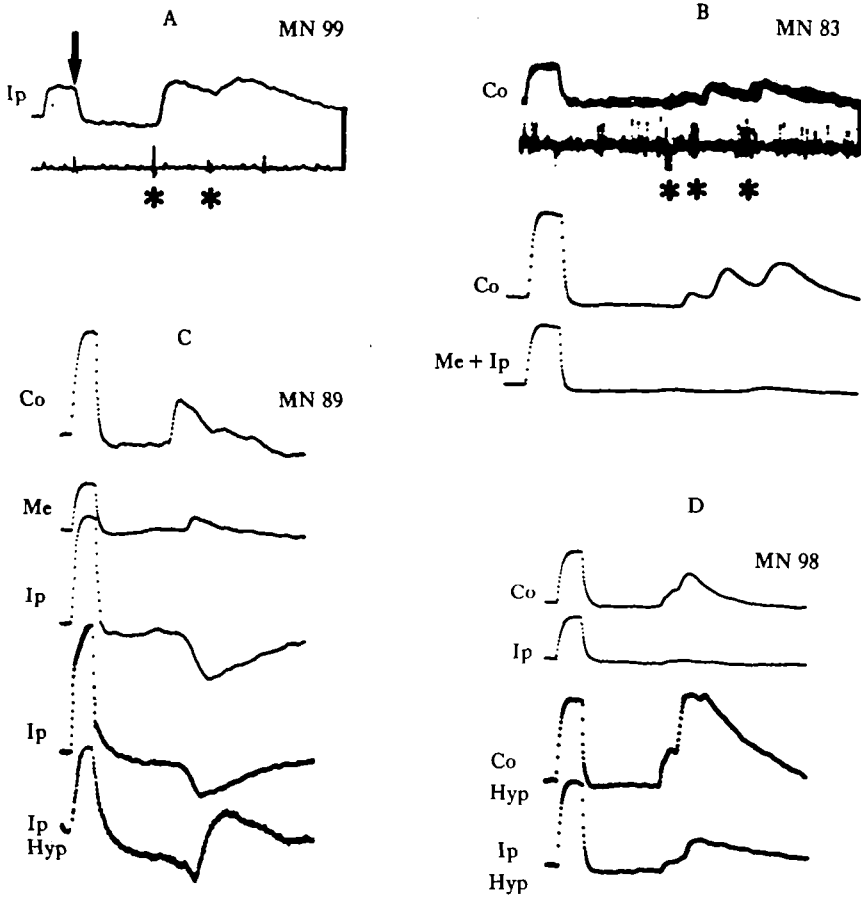 A
MN 99
Ip
* *
B
MN 83
Co
* * *
Co
Me + Ip
C
MN 89
Co
Me
Ip
Ip
Ip
Hyp
D
MN 98
Co
Ip
Co
Hyp
Ip
Hyp